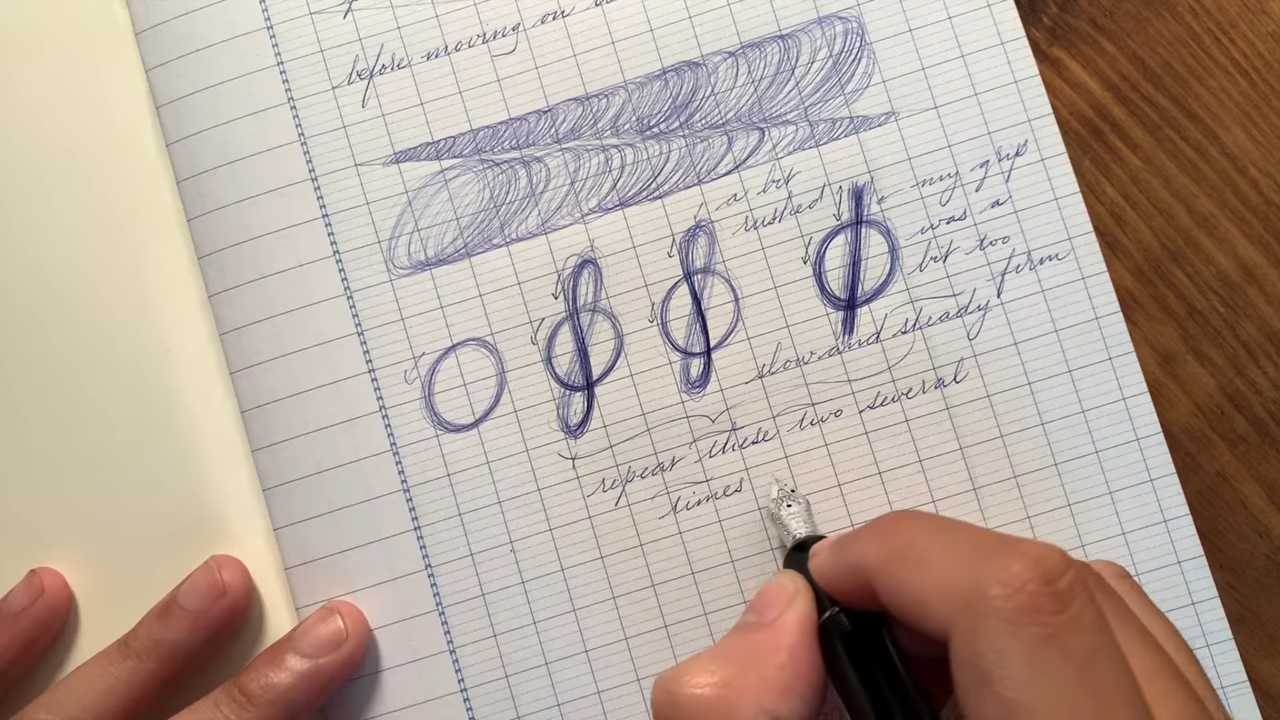 before moving on
a bit
rushed
my grip
was a
bit too
firm
slow and steady
repeat these two several
times